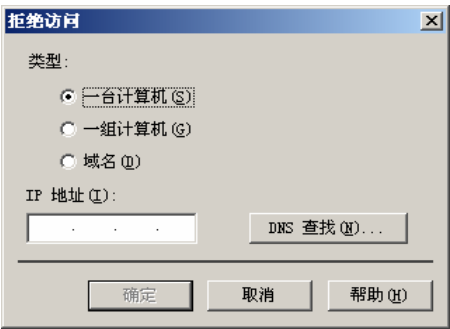 拒绝访问
类型:
一台计算机(S)
一组计算机(G)
域名(D)
IP 地址(I):
. . . DNS 查找(N)...
确定 取消 帮助(H)